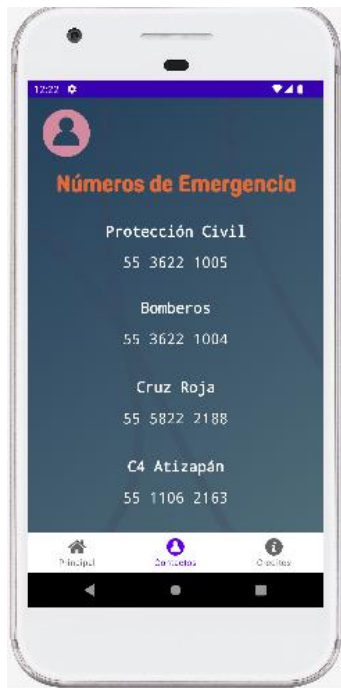 12:22
Números de Emergencia
Protección Civil
55 3622 1005
Bomberos
55 3622 1004
Cruz Roja
55 5822 2188
C4 Atizapán
55 1106 2163
Principal
Contactos
Créditos